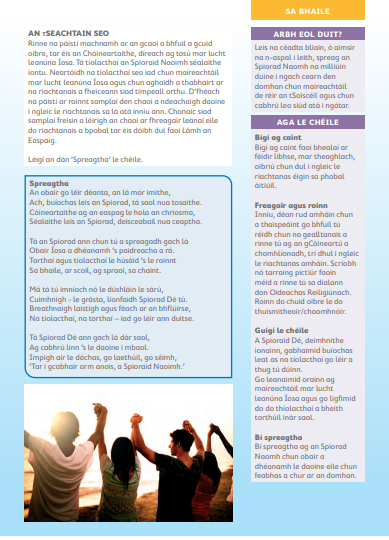 AN tSEACHTAIN SEO
Rinne na páistí machnamh ar an gcaoi a bhfuil a gcuid
oibre, tar éis an Chóineartaithe, díreach ag tosú mar lucht
leanúna Íosa. Tá tíolacthaí an Spioraid Naoimh séalaithe
iontu. Neartóidh na tíolacthaí seo iad chun maireachtáil
mar lucht leanúna Íosa agus chun aghaidh a thabhairt ar
na riachtanais a fheiceann siad timpeall orthu. D'fhéach
na páistí ar roinnt samplaí den chaoi a ndeachaigh daoine
i ngleic le riachtanais sa lá atá inniu ann. Chonaic siad
samplaí freisin a léirigh an chaoi ar fhreagair leanaí eile
do riachtanais a bpobal tar éis dóibh dul faoi Lámh an
Easpaig.
Léigí an dán 'Spreagtha' le chéile.
Spreagtha
An obair go léir déanta, an lá mór imithe,
Ach, buíochas leis an Spiorad, tá saol nua tosaithe.
Cóineartaithe ag an easpag le hola an chriosma,
Séalaithe leis an Spiorad, deisceabail nua ceaptha.
Tá an Spiorad ann chun tú a spreagadh gach lá
Obair Íosa a dhéanamh 's paidreacha a rá.
Torthaí agus tíolacthaí le húsáid 's le roinnt
Sa bhaile, ar scoil, ag spraoi, sa chaint.
Má tá tú imníoch nó le dúshláin le sárú,
Cuimhnigh – le grásta, líonfaidh Spiorad Dé tú.
Breathnaigh laistigh agus féach ar an bhflúirse,
Na tíolacthaí, na torthaí – iad go léir ann duitse.
Tá Spiorad Dé ann gach lá dár saol,
Ag cabhrú linn 's le daoine i mbaol.
Impigh air le dóchas, go laethúil, go séimh,
'Tar i gcabhair orm anois, a Spioraid Naoimh.'
SA BHAILE
ARBH EOL DUIT?
Leis na céadta bliain, ó aimsir
na n-aspal i leith, spreag an
Spiorad Naomh na milliúin
duine i ngach cearn den
domhan chun maireachtáil
de réir an tSoiscéil agus chun
cabhrú leo siúd atá i ngátar.
AGA LE CHÉILE
Bígí ag caint
Bígí ag caint faoi bhealaí ar
féidir libhse, mar theaghlach,
oibriú chun dul i ngleic le
riachtanas éigin sa phobal
áitiúil.
Freagair agus roinn
Inniu, déan rud amháin chun
a thaispeáint go bhfuil tú
réidh chun na gealltanais a
rinne tú ag an gCóineartú a
chomhlíonadh, trí dhul i ngleic
le riachtanas amháin. Scríobh
nó tarraing pictiúr faoin
méid a rinne tú sa dialann
don Oideachas Reiligiúnach.
Roinn do chuid oibre le do
thuismitheoir/chaomhnóir.
Guígí le chéile
A Spioraid Dé, deimhnithe
ionainn, gabhaimid buíochas
leat as na tíolacthaí go léir a
thug tú dúinn.
Go leanaimid orainn ag
maireachtáil mar lucht
leanúna Íosa agus go ligfimid
do do thíolacthaí a bheith
torthúil inár saol.
Bí spreagtha
Bí spreagtha ag an Spiorad
Naomh chun obair a
dhéanamh le daoine eile chun
feabhas a chur ar an domhan.